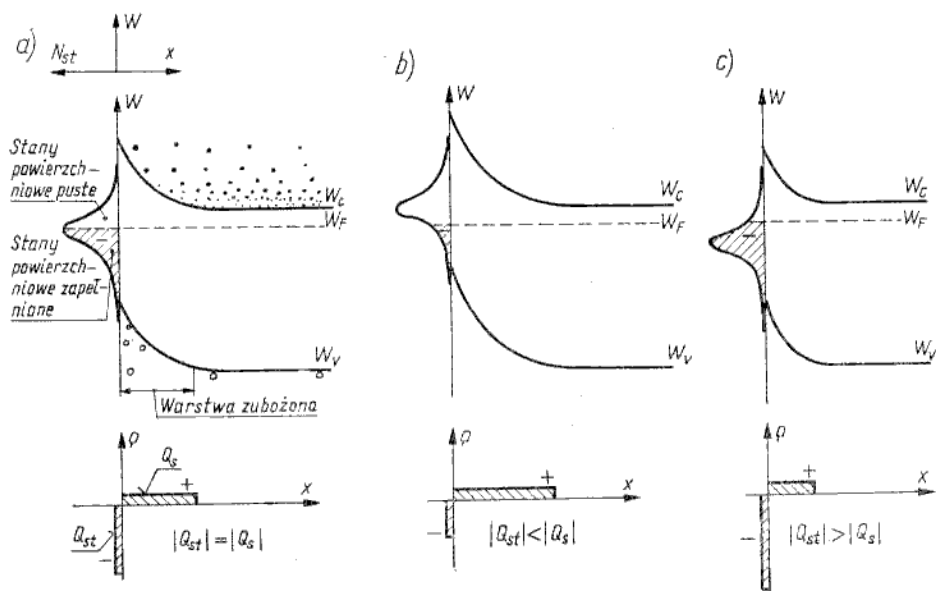 a)
W
N_st
x
W
Stany
powierzch-
niowe puste
W_C
W_F
Stany
powierzch-
niowe zapeł-
niane
W_V
Warstwa zubożona
ρ
Q_s
+
x
Q_st
|Q_st| = |Q_s|
−
b)
W
W_C
W_F
W_V
ρ
+
x
−
|Q_st| < |Q_s|
c)
W
W_C
W_F
W_V
ρ
+
x
−
|Q_st| > |Q_s|